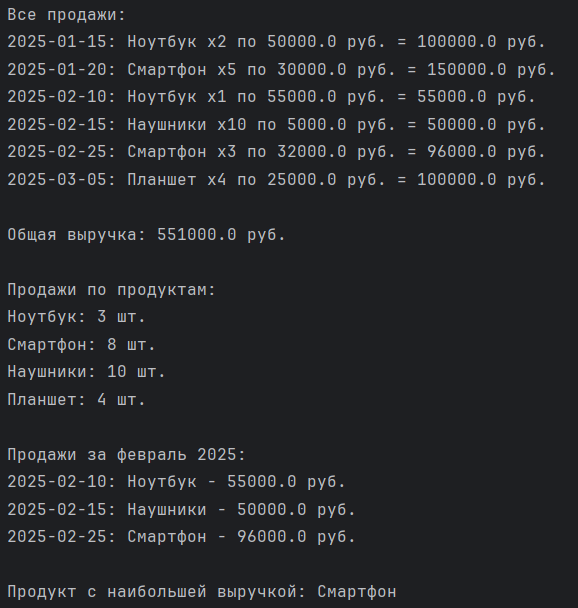 Все продажи:
2025-01-15: Ноутбук x2 по 50000.0 руб. = 100000.0 руб.
2025-01-20: Смартфон x5 по 30000.0 руб. = 150000.0 руб.
2025-02-10: Ноутбук x1 по 55000.0 руб. = 55000.0 руб.
2025-02-15: Наушники x10 по 5000.0 руб. = 50000.0 руб.
2025-02-25: Смартфон x3 по 32000.0 руб. = 96000.0 руб.
2025-03-05: Планшет x4 по 25000.0 руб. = 100000.0 руб.
Общая выручка: 551000.0 руб.
Продажи по продуктам:
Ноутбук: 3 шт.
Смартфон: 8 шт.
Наушники: 10 шт.
Планшет: 4 шт.
Продажи за февраль 2025:
2025-02-10: Ноутбук - 55000.0 руб.
2025-02-15: Наушники - 50000.0 руб.
2025-02-25: Смартфон - 96000.0 руб.
Продукт с наибольшей выручкой: Смартфон